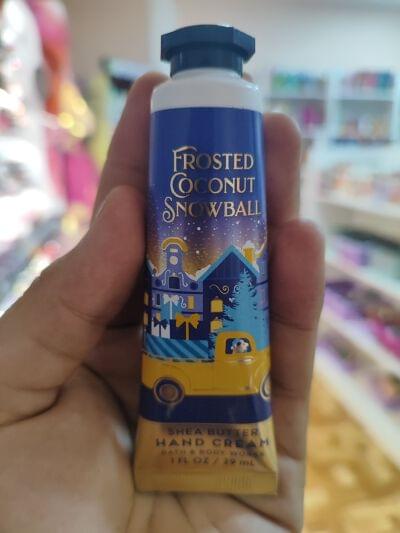 FROSTED
COCONUT
SNOWBALL
SHEA BUTTER
HAND CREAM
BATH & BODY WORKS
1 FL OZ / 29 mL